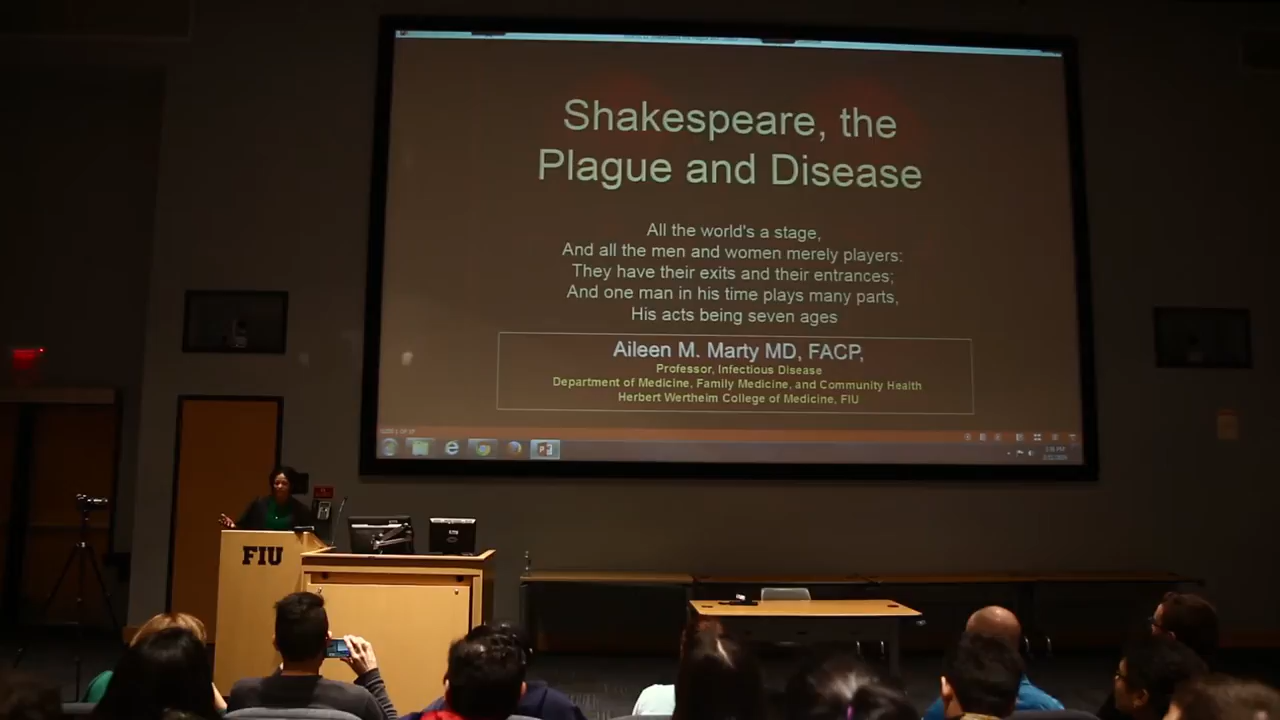 Shakespeare, the
Plague and Disease
All the world's a stage,
And all the men and women merely players:
They have their exits and their entrances;
And one man in his time plays many parts,
His acts being seven ages
Aileen M. Marty MD, FACP,
Professor, Infectious Disease
Department of Medicine, Family Medicine, and Community Health
Herbert Wertheim College of Medicine, FIU
FIU